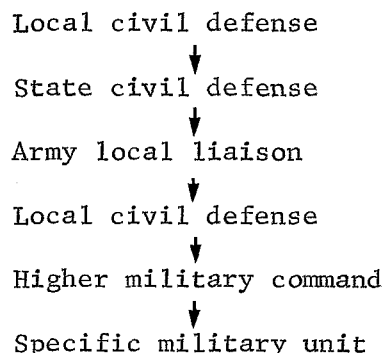 Local civil defense
State civil defense
Army local liaison
Local civil defense
Higher military command
Specific military unit